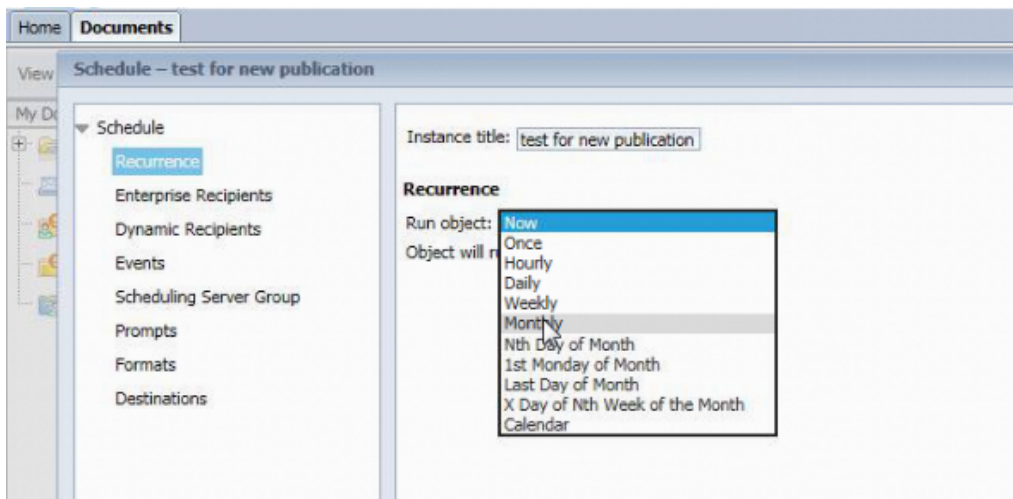 Home Documents
View Schedule – test for new publication
My Do
Schedule
Recurrence
Enterprise Recipients
Dynamic Recipients
Events
Scheduling Server Group
Prompts
Formats
Destinations
Instance title: test for new publication
Recurrence
Run object: Now
Object will r
Once
Hourly
Daily
Weekly
Monthly
Nth Day of Month
1st Monday of Month
Last Day of Month
X Day of Nth Week of the Month
Calendar